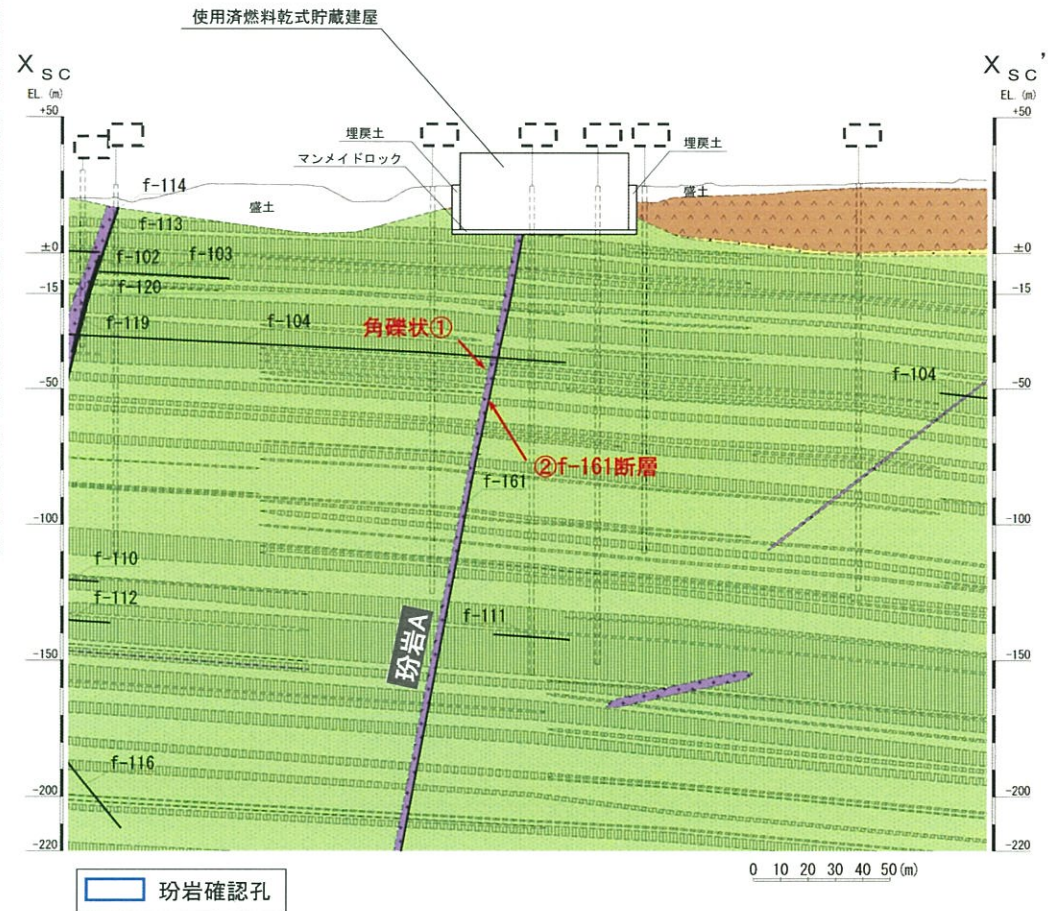 使用済燃料乾式貯蔵建屋
X SC
X SC'
EL. (m)
EL. (m)
+50
+50
埋戻土
マンメイドロック
埋戻土
f-114
盛土
盛土
f-113
±0
f-102
f-103
±0
-15
f-120
-15
f-119
f-104
角礫状①
-50
f-104
-50
②f-161断層
f-161
-100
-100
f-110
f-112
f-111
玢岩A
-150
-150
f-116
-200
-200
-220
-220
0 10 20 30 40 50(m)
玢岩確認孔